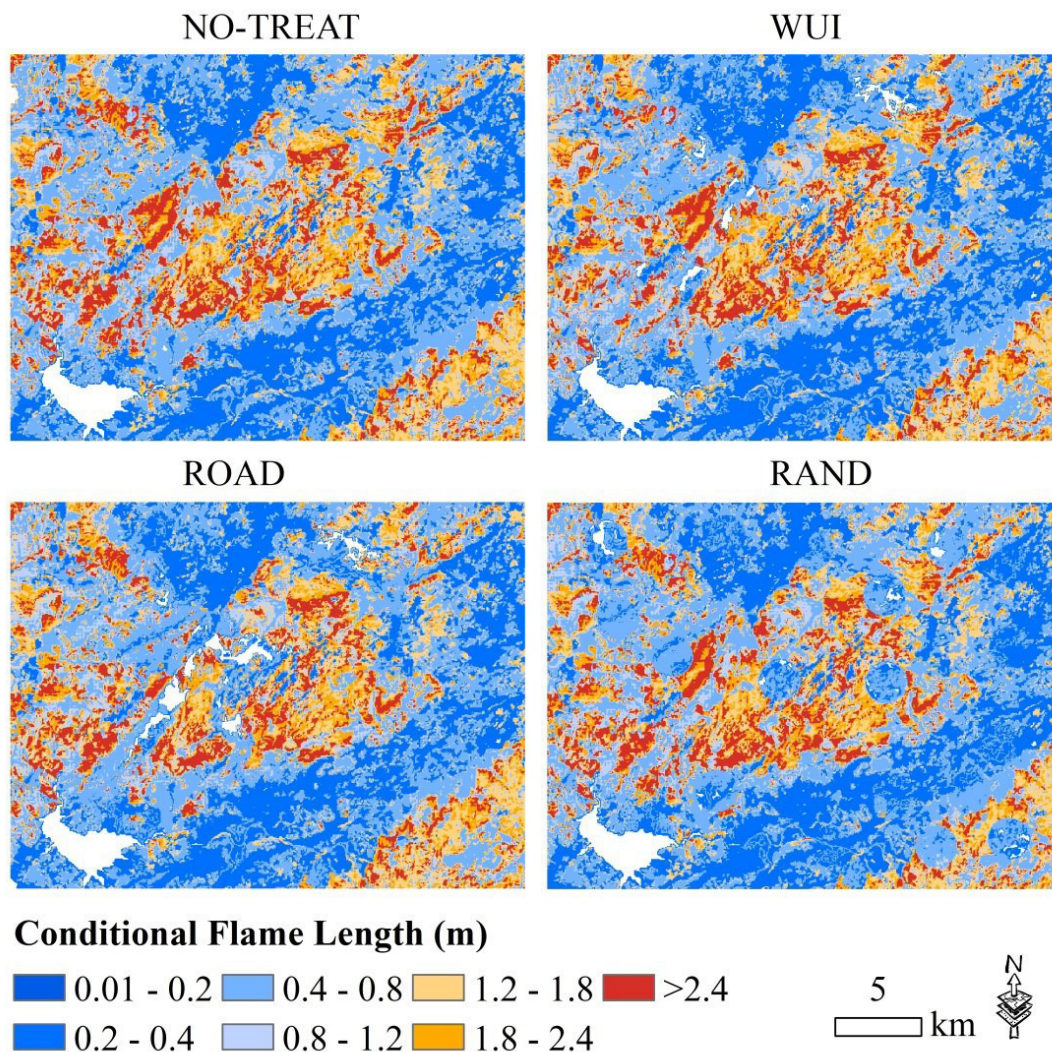 NO-TREAT WUI
ROAD RAND
Conditional Flame Length (m)
0.01 - 0.2 0.4 - 0.8 1.2 - 1.8 >2.4 5
0.2 - 0.4 0.8 - 1.2 1.8 - 2.4 km
N